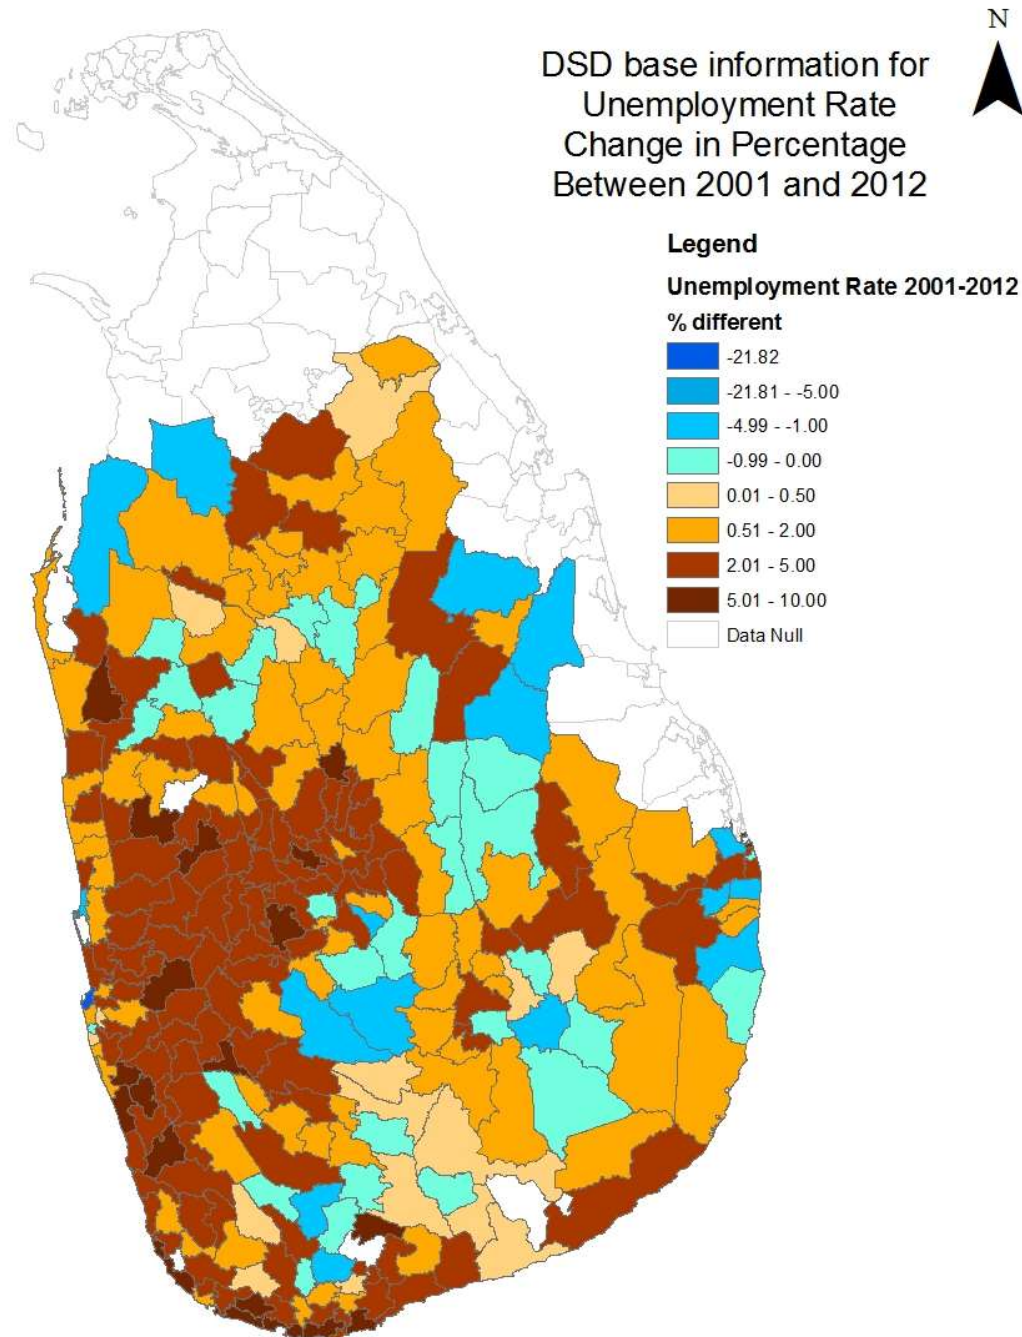 N
DSD base information for
Unemployment Rate
Change in Percentage
Between 2001 and 2012
Legend
Unemployment Rate 2001-2012
% different
-21.82
-21.81 - -5.00
-4.99 - -1.00
-0.99 - 0.00
0.01 - 0.50
0.51 - 2.00
2.01 - 5.00
5.01 - 10.00
Data Null